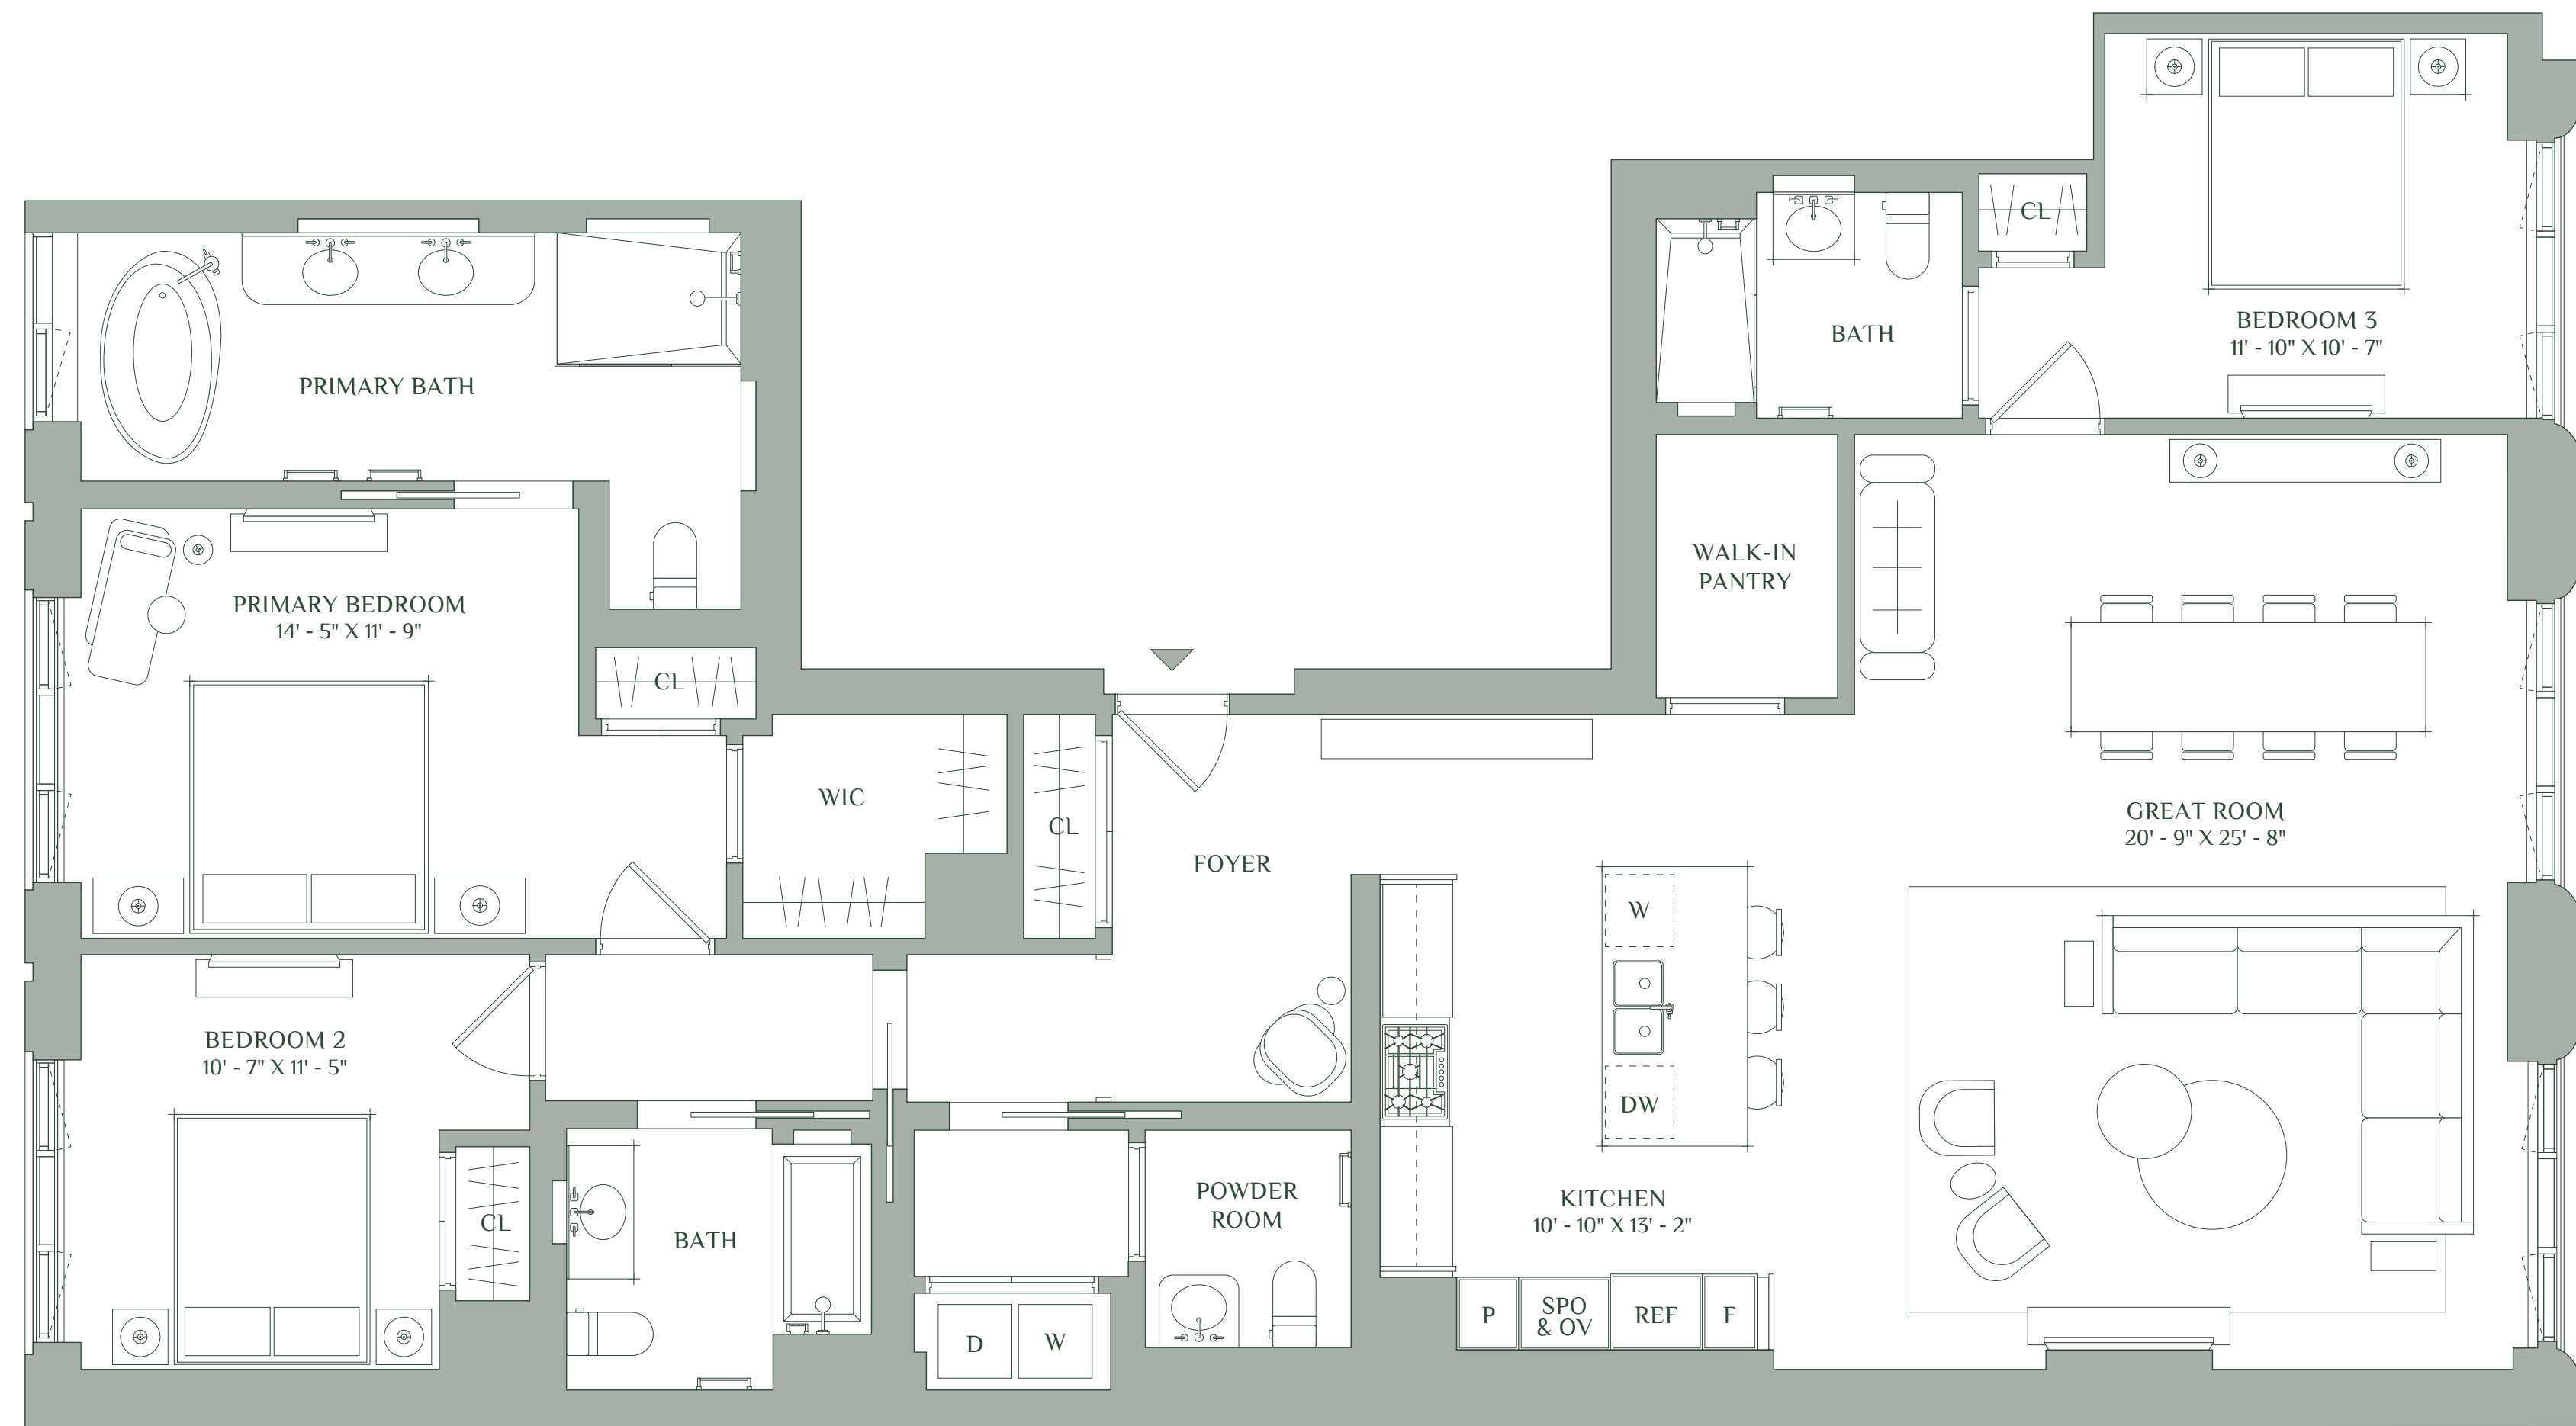 PRIMARY BATH
PRIMARY BEDROOM
14' - 5" X 11' - 9"
CL
WIC
CL
BEDROOM 2
10' - 7" X 11' - 5"
CL
BATH
D
W
POWDER
ROOM
FOYER
WALK-IN
PANTRY
BATH
CL
BEDROOM 3
11' - 10" X 10' - 7"
GREAT ROOM
20' - 9" X 25' - 8"
W
DW
KITCHEN
10' - 10" X 13' - 2"
P
SPO
& OV
REF
F